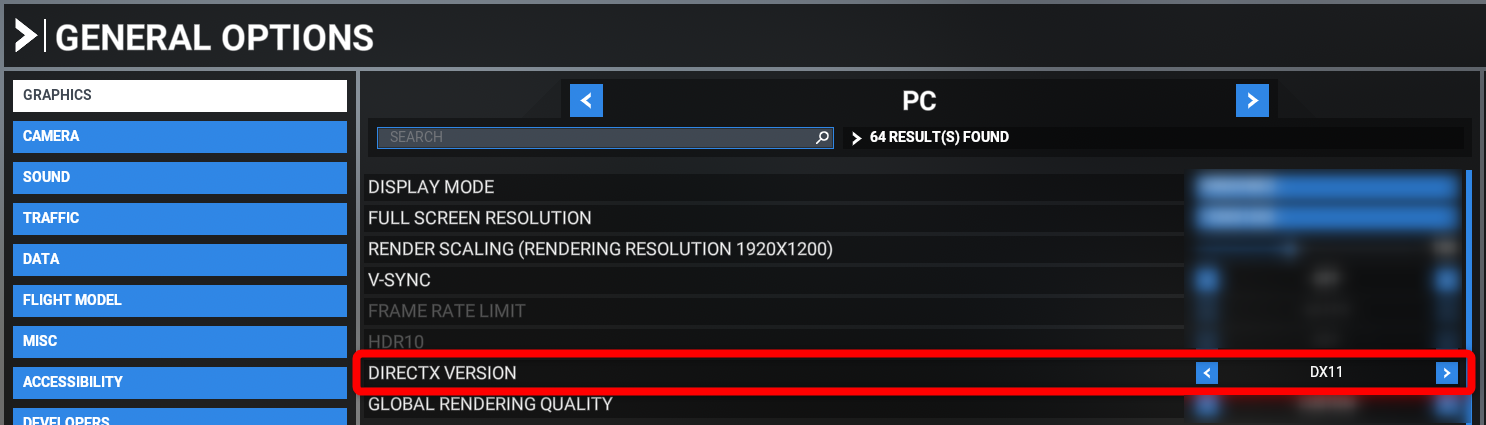 GENERAL OPTIONS
GRAPHICS
CAMERA
SOUND
TRAFFIC
DATA
FLIGHT MODEL
MISC
ACCESSIBILITY
DEVELOPERS
PC
SEARCH
64 RESULT(S) FOUND
DISPLAY MODE
FULL SCREEN RESOLUTION
RENDER SCALING (RENDERING RESOLUTION 1920X1200)
V-SYNC
FRAME RATE LIMIT
HDR10
DIRECTX VERSION DX11
GLOBAL RENDERING QUALITY